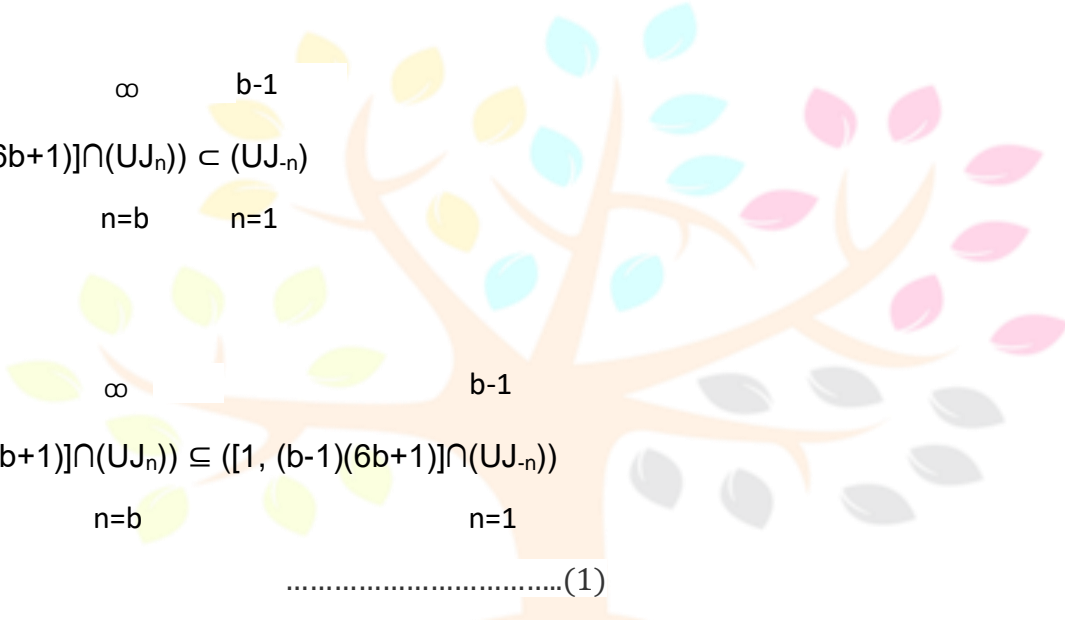 ∞ b-1
6b+1)]∩(UJₙ)) ⊂ (UJ₋ₙ)
n=b n=1
∞ b-1
b+1)]∩(UJₙ)) ⊆ ([1, (b-1)(6b+1)]∩(UJ₋ₙ))
n=b n=1
……………………………..(1)